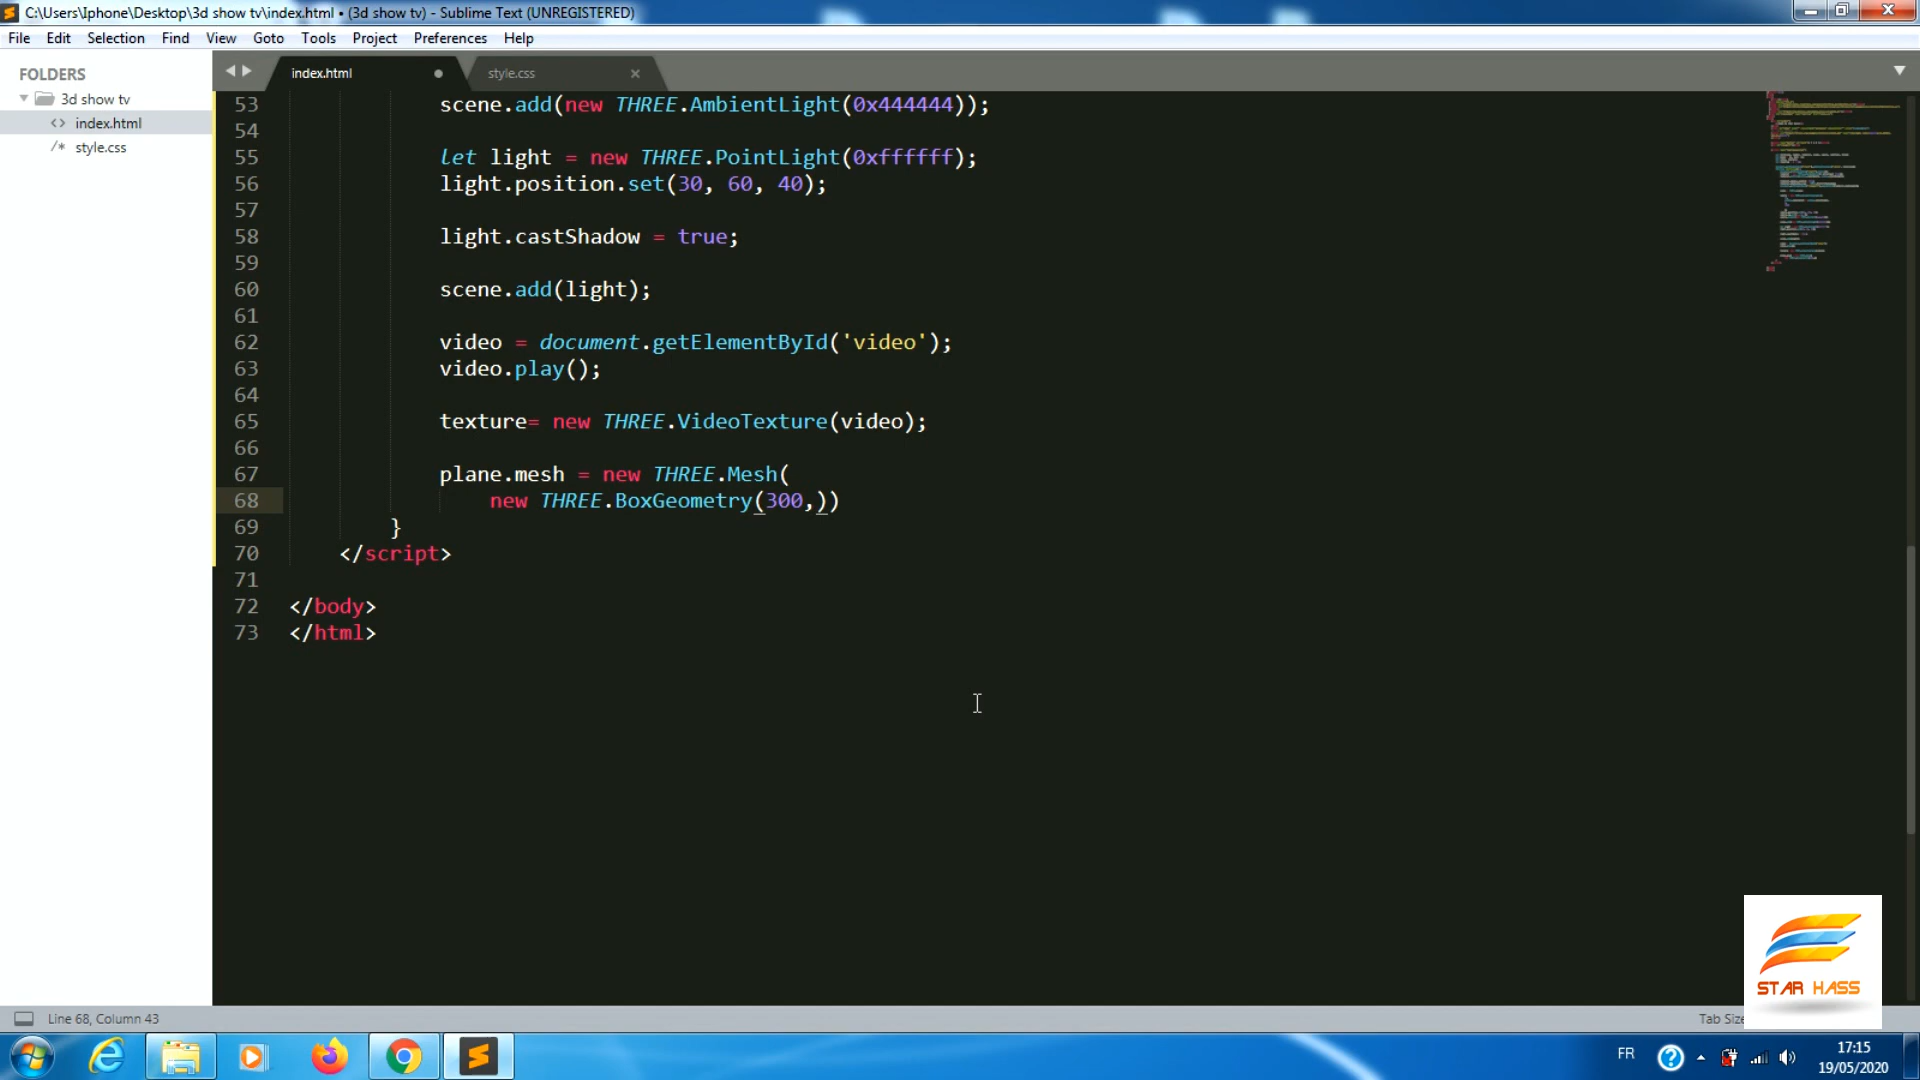 C:\Users\Iphone\Desktop\3d show tv\index.html • (3d show tv) - Sublime Text (UNREGISTERED)
File Edit Selection Find View Goto Tools Project Preferences Help
FOLDERS
3d show tv
<> index.html
/* style.css
index.html
style.css
53 scene.add(new THREE.AmbientLight(0x444444));
54
55 let light = new THREE.PointLight(0xffffff);
56 light.position.set(30, 60, 40);
57
58 light.castShadow = true;
59
60 scene.add(light);
61
62 video = document.getElementById('video');
63 video.play();
64
65 texture= new THREE.VideoTexture(video);
66
67 plane.mesh = new THREE.Mesh(
68 new THREE.BoxGeometry(300,))
69 }
70 </script>
71
72 </body>
73 </html>
STAR HASS
Line 68, Column 43
Tab Size
FR
17:15
19/05/2020